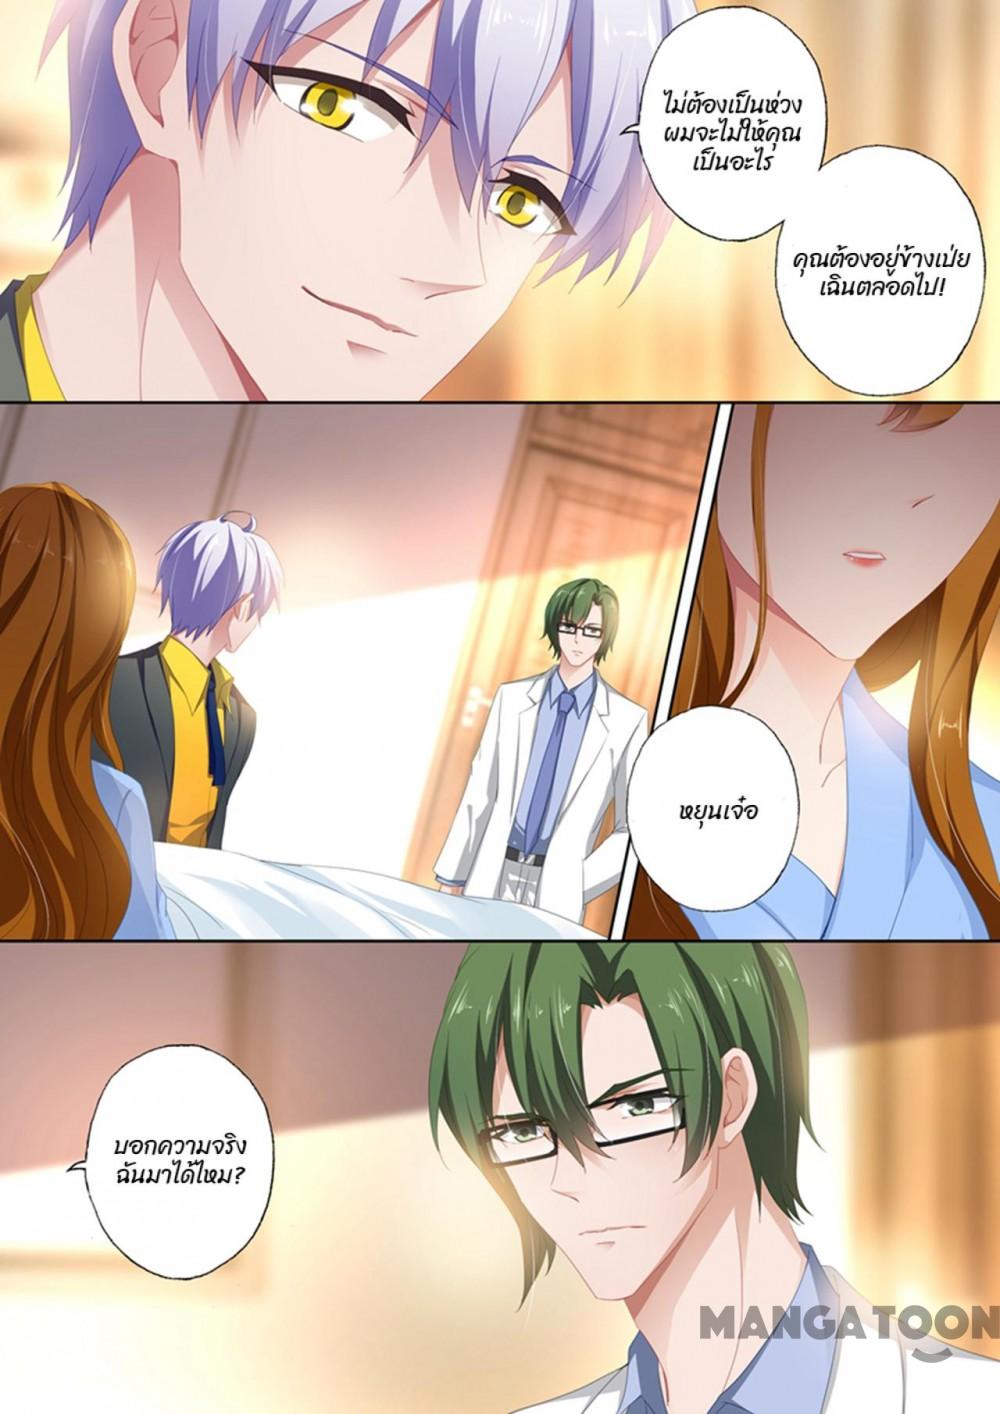 ไม่ต้องเป็นห่วง
ผมจะไม่ให้คุณ
เป็นอะไร
คุณต้องอยู่ข้างเป่ย
เฉินตลอดไป!
หยุนเจ๋อ
บอกความจริง
ฉันมาได้ไหม?
MANGATOON